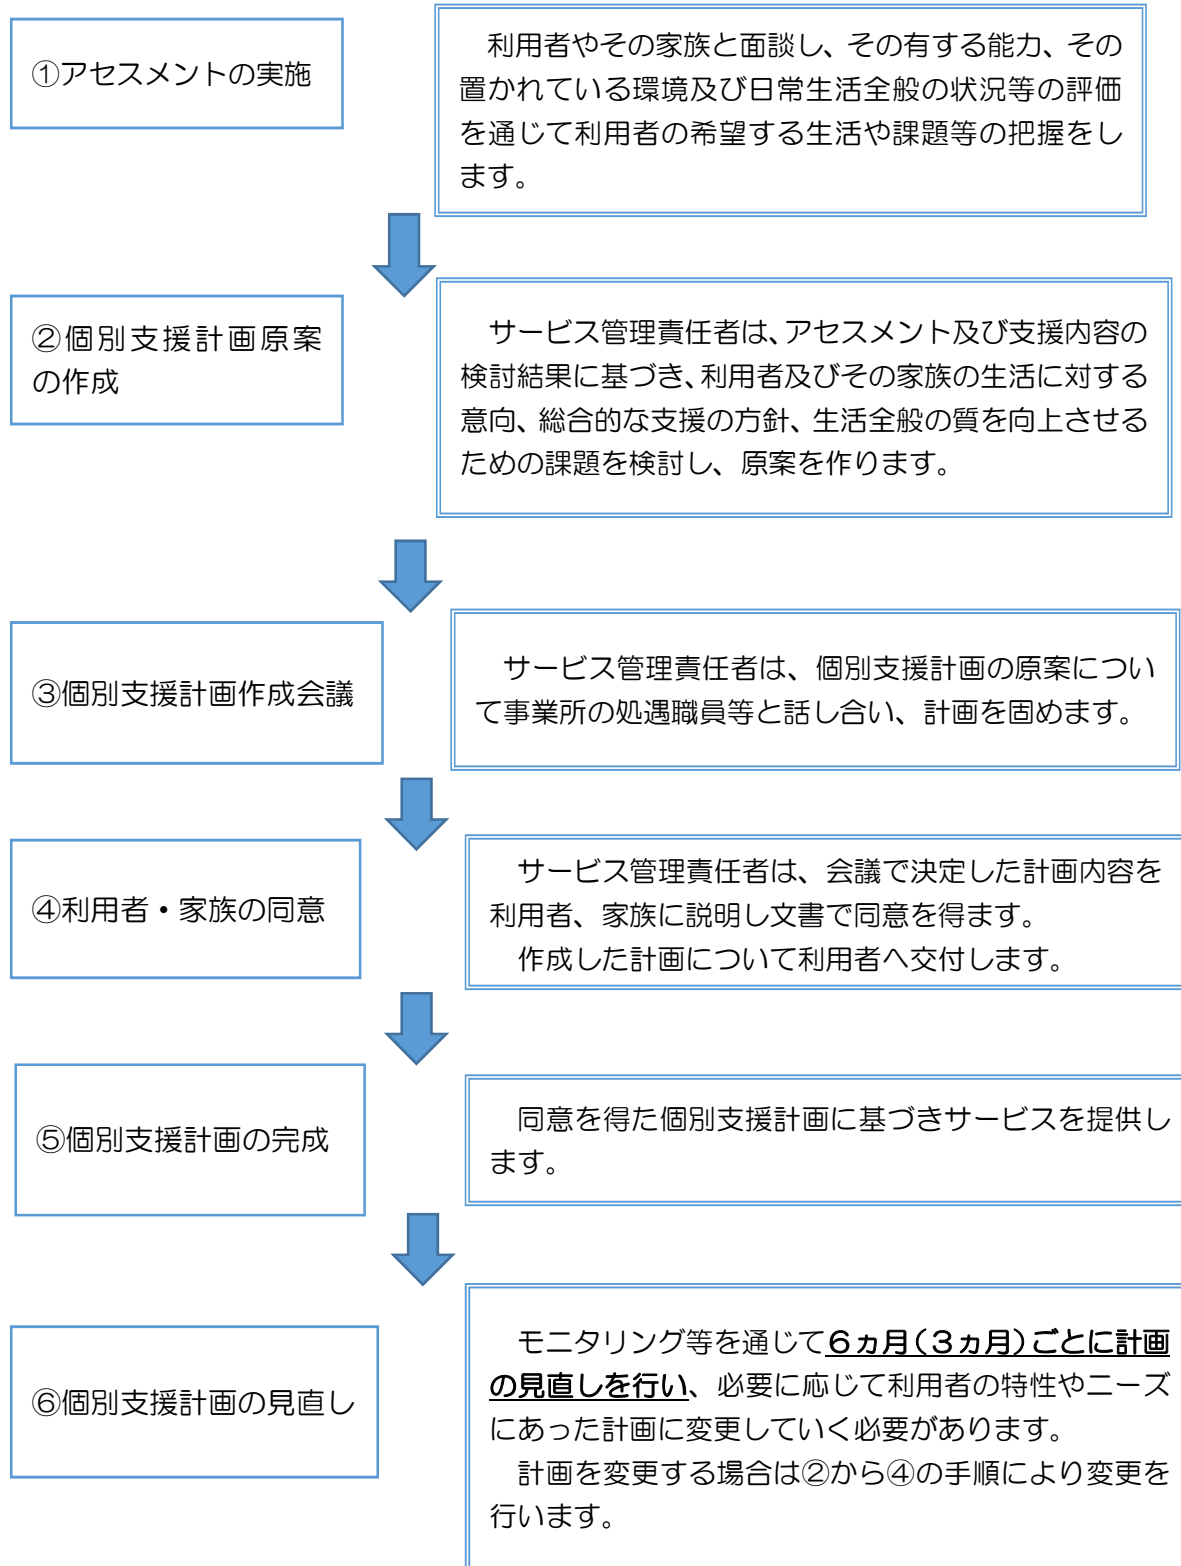 ①アセスメントの実施
利用者やその家族と面談し、その有する能力、その
置かれている環境及び日常生活全般の状況等の評価
を通じて利用者の希望する生活や課題等の把握をし
ます。
②個別支援計画原案
の作成
サービス管理責任者は、アセスメント及び支援内容の
検討結果に基づき、利用者及びその家族の生活に対する
意向、総合的な支援の方針、生活全般の質を向上させる
ための課題を検討し、原案を作ります。
③個別支援計画作成会議
サービス管理責任者は、個別支援計画の原案につい
て事業所の処遇職員等と話し合い、計画を固めます。
④利用者・家族の同意
サービス管理責任者は、会議で決定した計画内容を
利用者、家族に説明し文書で同意を得ます。
作成した計画について利用者へ交付します。
⑤個別支援計画の完成
同意を得た個別支援計画に基づきサービスを提供し
ます。
⑥個別支援計画の見直し
モニタリング等を通じて６ヵ月（３ヵ月）ごとに計画
の見直しを行い、必要に応じて利用者の特性やニーズ
にあった計画に変更していく必要があります。
計画を変更する場合は②から④の手順により変更を
行います。